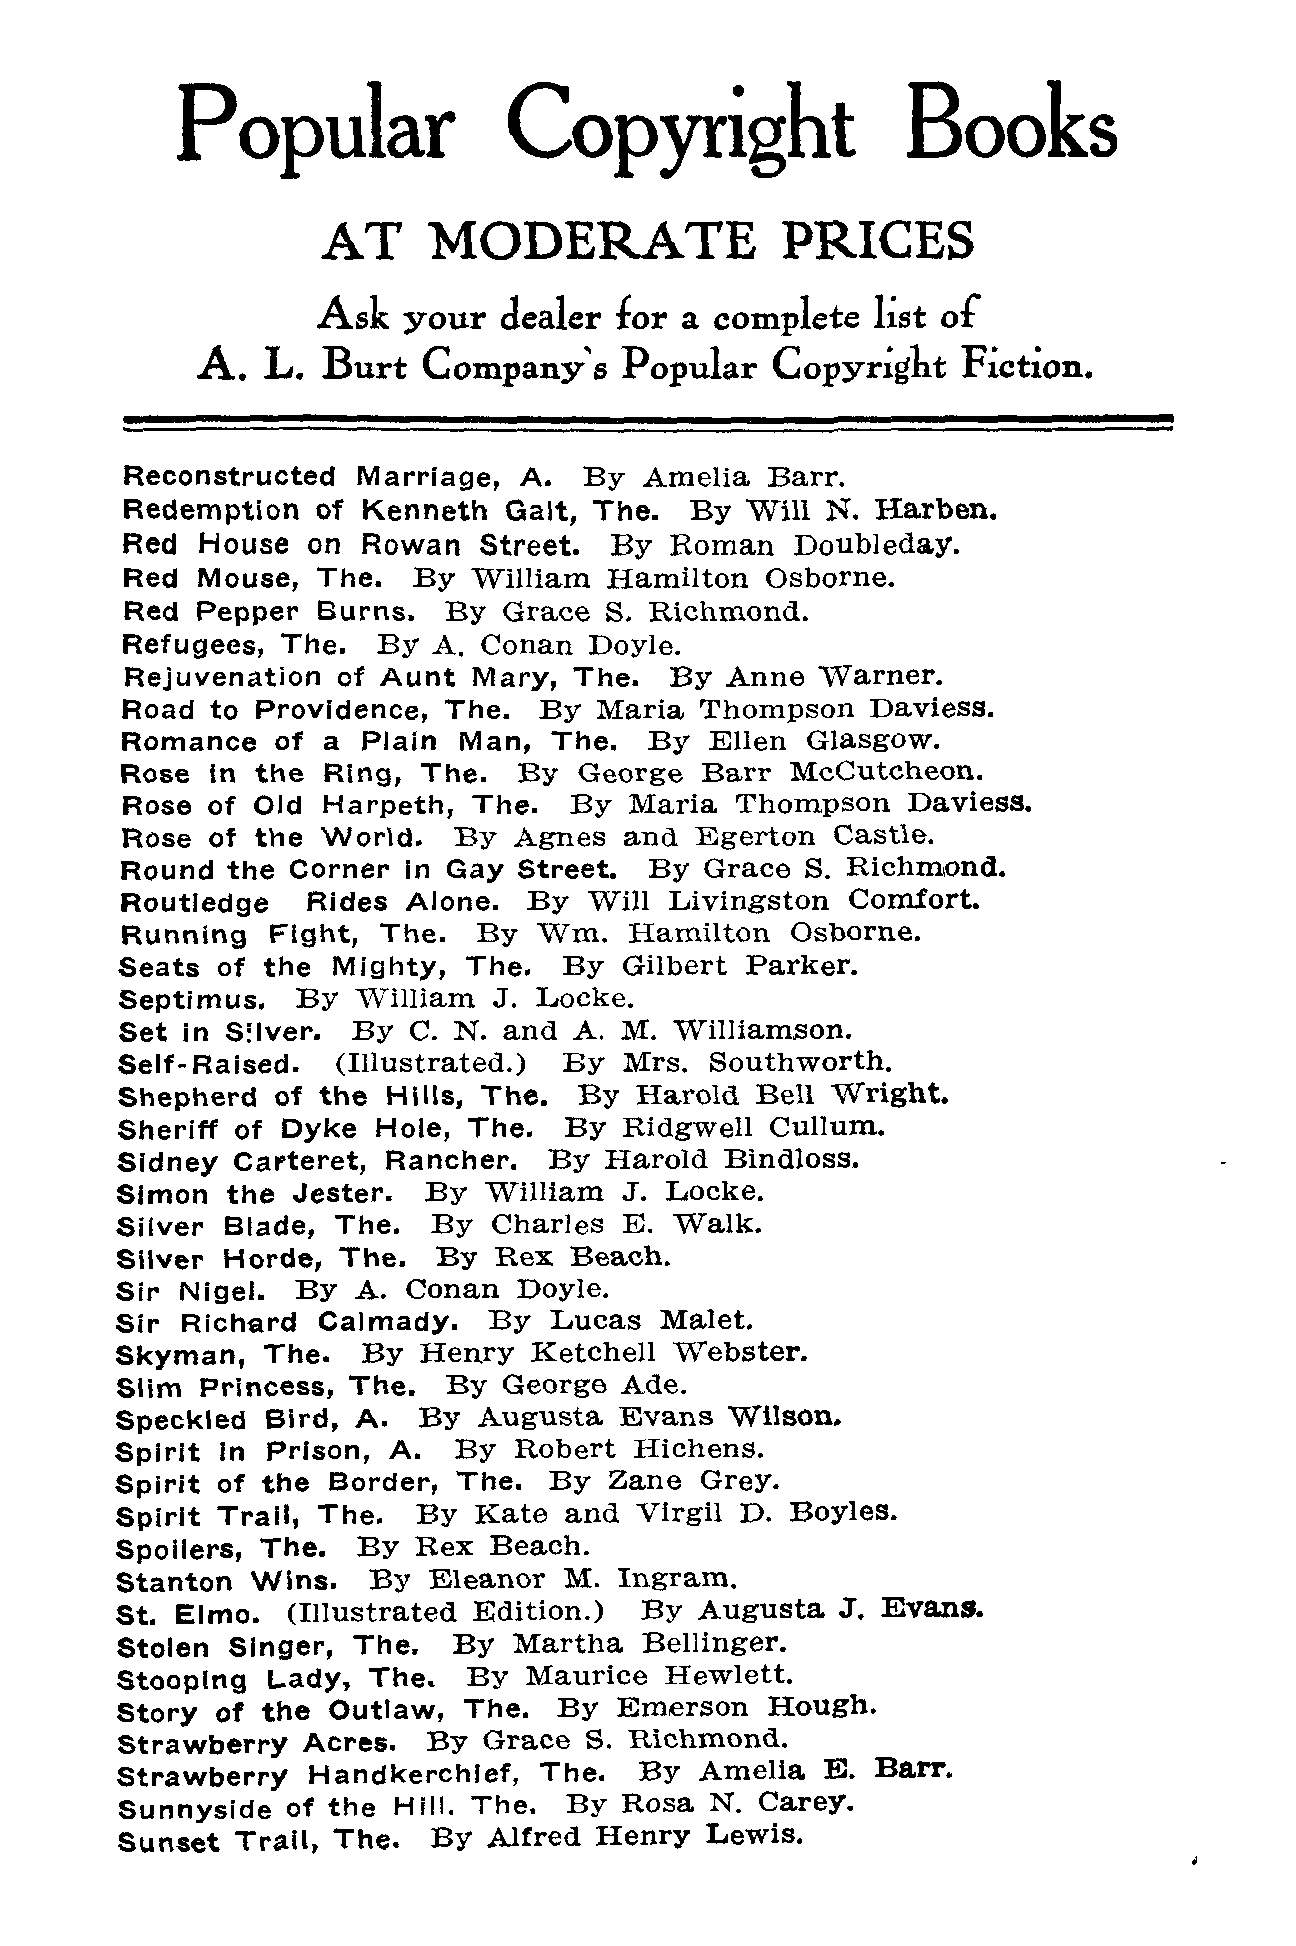 Popular Copyright Books
AT MODERATE PRICES
Ask your dealer for a complete list of
A. L. Burt Company's Popular Copyright Fiction.
Reconstructed Marriage, A. By Amelia Barr.
Redemption of Kenneth Galt, The. By Will N. Harben.
Red House on Rowan Street. By Roman Doubleday.
Red Mouse, The. By William Hamilton Osborne.
Red Pepper Burns. By Grace S. Richmond.
Refugees, The. By A. Conan Doyle.
Rejuvenation of Aunt Mary, The. By Anne Warner.
Road to Providence, The. By Maria Thompson Daviess.
Romance of a Plain Man, The. By Ellen Glasgow.
Rose in the Ring, The. By George Barr McCutcheon.
Rose of Old Harpeth, The. By Maria Thompson Daviess.
Rose of the World. By Agnes and Egerton Castle.
Round the Corner in Gay Street. By Grace S. Richmond.
Routledge Rides Alone. By Will Livingston Comfort.
Running Fight, The. By Wm. Hamilton Osborne.
Seats of the Mighty, The. By Gilbert Parker.
Septimus. By William J. Locke.
Set in Silver. By C. N. and A. M. Williamson.
Self-Raised. (Illustrated.) By Mrs. Southworth.
Shepherd of the Hills, The. By Harold Bell Wright.
Sheriff of Dyke Hole, The. By Ridgwell Cullum.
Sidney Carteret, Rancher. By Harold Bindloss.
Simon the Jester. By William J. Locke.
Silver Blade, The. By Charles E. Walk.
Silver Horde, The. By Rex Beach.
Sir Nigel. By A. Conan Doyle.
Sir Richard Calmady. By Lucas Malet.
Skyman, The. By Henry Ketchell Webster.
Slim Princess, The. By George Ade.
Speckled Bird, A. By Augusta Evans Wilson.
Spirit in Prison, A. By Robert Hichens.
Spirit of the Border, The. By Zane Grey.
Spirit Trail, The. By Kate and Virgil D. Boyles.
Spoilers, The. By Rex Beach.
Stanton Wins. By Eleanor M. Ingram.
St. Elmo. (Illustrated Edition.) By Augusta J. Evans.
Stolen Singer, The. By Martha Bellinger.
Stooping Lady, The. By Maurice Hewlett.
Story of the Outlaw, The. By Emerson Hough.
Strawberry Acres. By Grace S. Richmond.
Strawberry Handkerchief, The. By Amelia E. Barr.
Sunnyside of the Hill. The. By Rosa N. Carey.
Sunset Trail, The. By Alfred Henry Lewis.